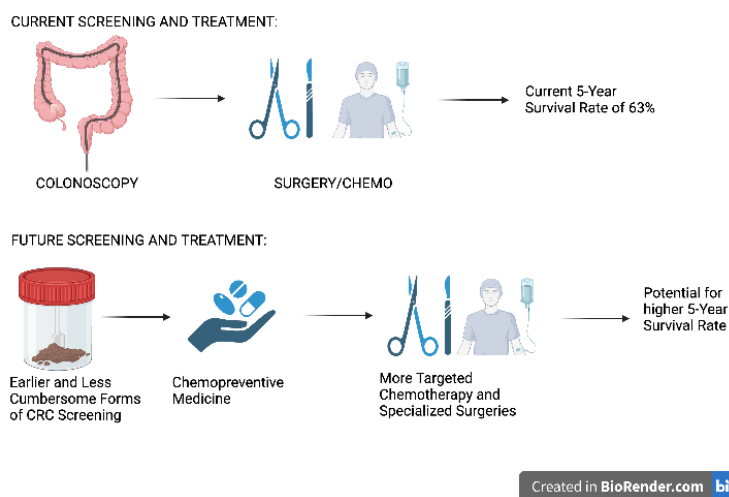 CURRENT SCREENING AND TREATMENT:
COLONOSCOPY
SURGERY/CHEMO
Current 5-Year
Survival Rate of 63%
FUTURE SCREENING AND TREATMENT:
Earlier and Less
Cumbersome Forms
of CRC Screening
Chemopreventive
Medicine
More Targeted
Chemotherapy and
Specialized Surgeries
Potential for
higher 5-Year
Survival Rate
Created in BioRender.com bi